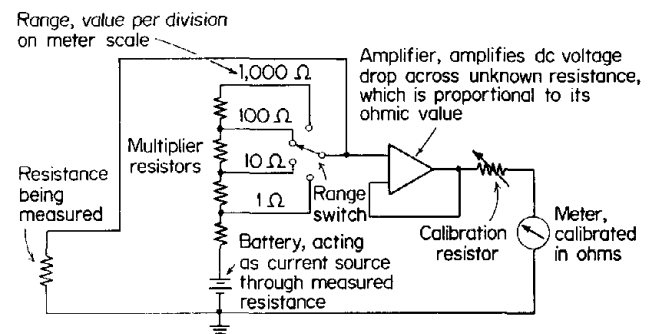 Range, value per division
on meter scale
1,000 Ω
100 Ω
10 Ω
1 Ω
Multiplier
resistors
Range
switch
Amplifier, amplifies dc voltage
drop across unknown resistance,
which is proportional to its
ohmic value
Resistance
being
measured
Battery, acting
as current source
through measured
resistance
Calibration
resistor
Meter,
calibrated
in ohms